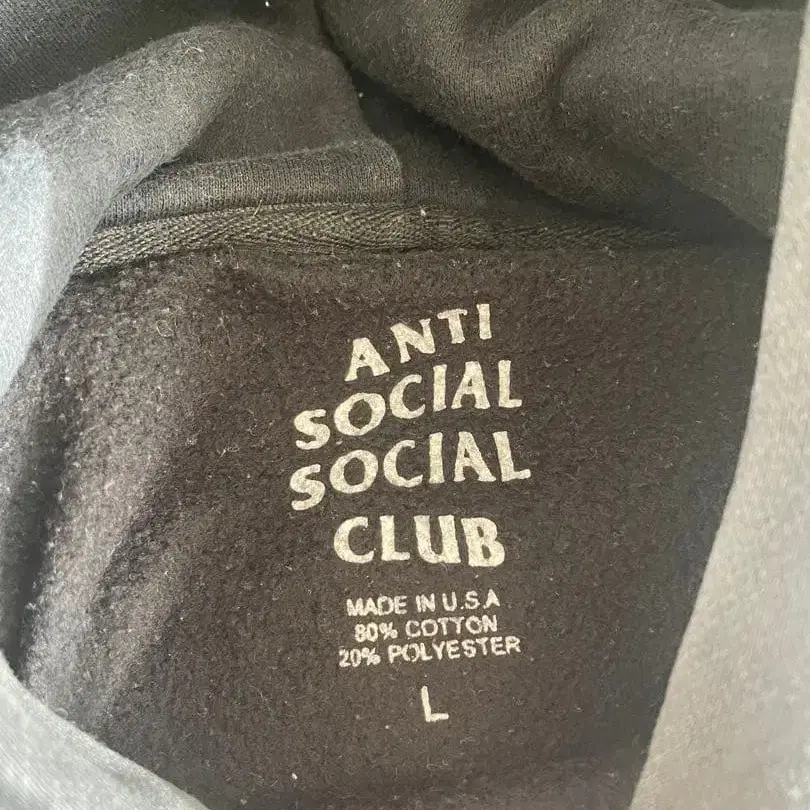 ANTI
SOCIAL
SOCIAL
CLUB
MADE IN U.S.A
80% COTTON
20% POLYESTER
L